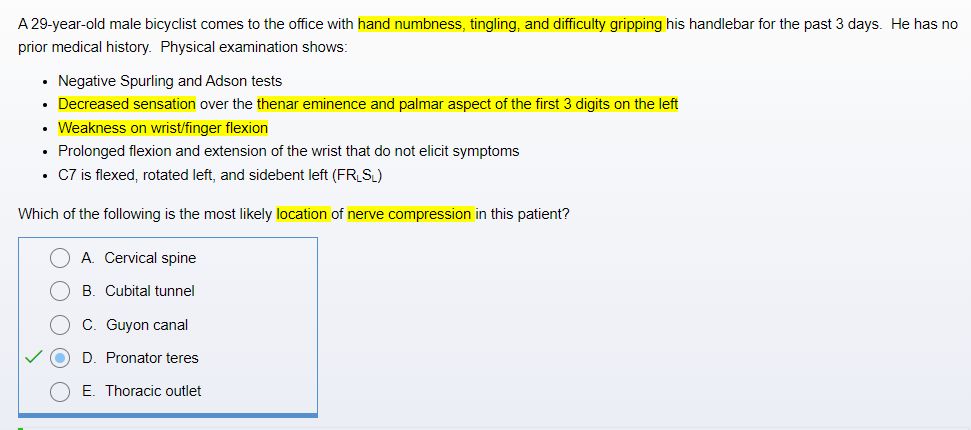 A 29-year-old male bicyclist comes to the office with hand numbness, tingling, and difficulty gripping his handlebar for the past 3 days. He has no
prior medical history. Physical examination shows:
• Negative Spurling and Adson tests
• Decreased sensation over the thenar eminence and palmar aspect of the first 3 digits on the left
• Weakness on wrist/finger flexion
• Prolonged flexion and extension of the wrist that do not elicit symptoms
• C7 is flexed, rotated left, and sidebent left (FRLSL)
Which of the following is the most likely location of nerve compression in this patient?
A. Cervical spine
B. Cubital tunnel
C. Guyon canal
D. Pronator teres
E. Thoracic outlet